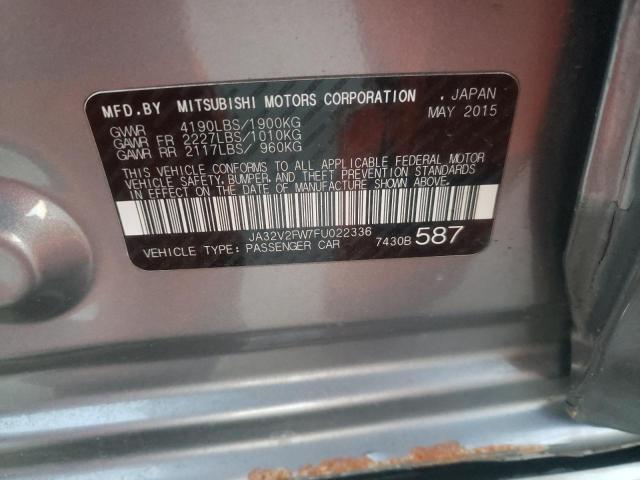 MFD.BY MITSUBISHI MOTORS CORPORATION , JAPAN
GVWR 4190LBS/1900KG MAY 2015
GAWR FR 2227LBS/1010KG
GAWR RR 2117LBS/ 960KG
THIS VEHICLE CONFORMS TO ALL APPLICABLE FEDERAL MOTOR
VEHICLE SAFETY, BUMPER, AND THEFT PREVENTION STANDARDS
IN EFFECT ON THE DATE OF MANUFACTURE SHOWN ABOVE.
JA32V2FW7FU022336
VEHICLE TYPE: PASSENGER CAR 7430B 587